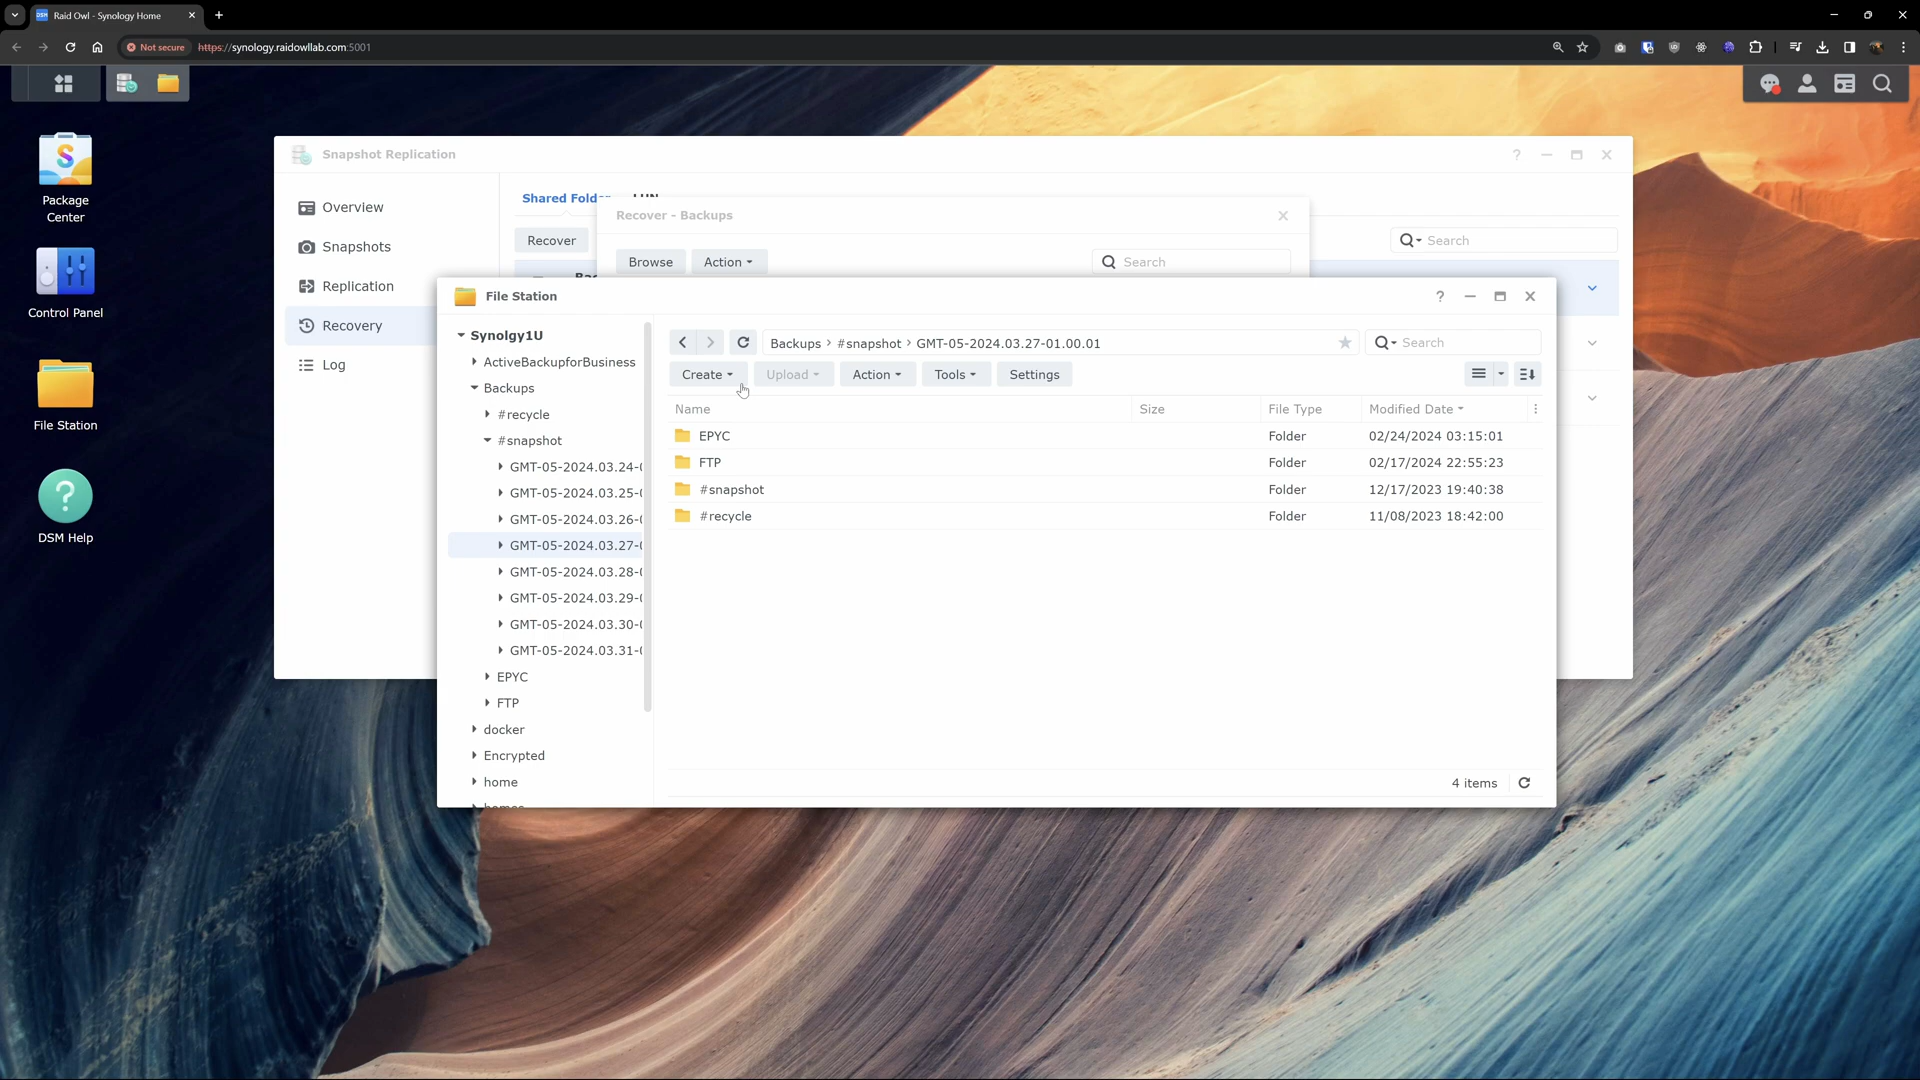 Raid Owl - Synology Home
Not secure
https://synology.raidowllab.com:5001
Package
Center
Control Panel
File Station
DSM Help
Snapshot Replication
Overview
Snapshots
Replication
Recovery
Log
Shared Folder
LUN
Recover
Search
Recover - Backups
Browse
Action
Search
File Station
Synolgy1U
ActiveBackupforBusiness
Backups
#recycle
#snapshot
GMT-05-2024.03.24-
GMT-05-2024.03.25-
GMT-05-2024.03.26-
GMT-05-2024.03.27-
GMT-05-2024.03.28-
GMT-05-2024.03.29-
GMT-05-2024.03.30-
GMT-05-2024.03.31-
EPYC
FTP
docker
Encrypted
home
homes
Backups > #snapshot > GMT-05-2024.03.27-01.00.01
Search
Create Upload Action Tools Settings
Name Size File Type Modified Date
EPYC Folder 02/24/2024 03:15:01
FTP Folder 02/17/2024 22:55:23
#snapshot Folder 12/17/2023 19:40:38
#recycle Folder 11/08/2023 18:42:00
4 items